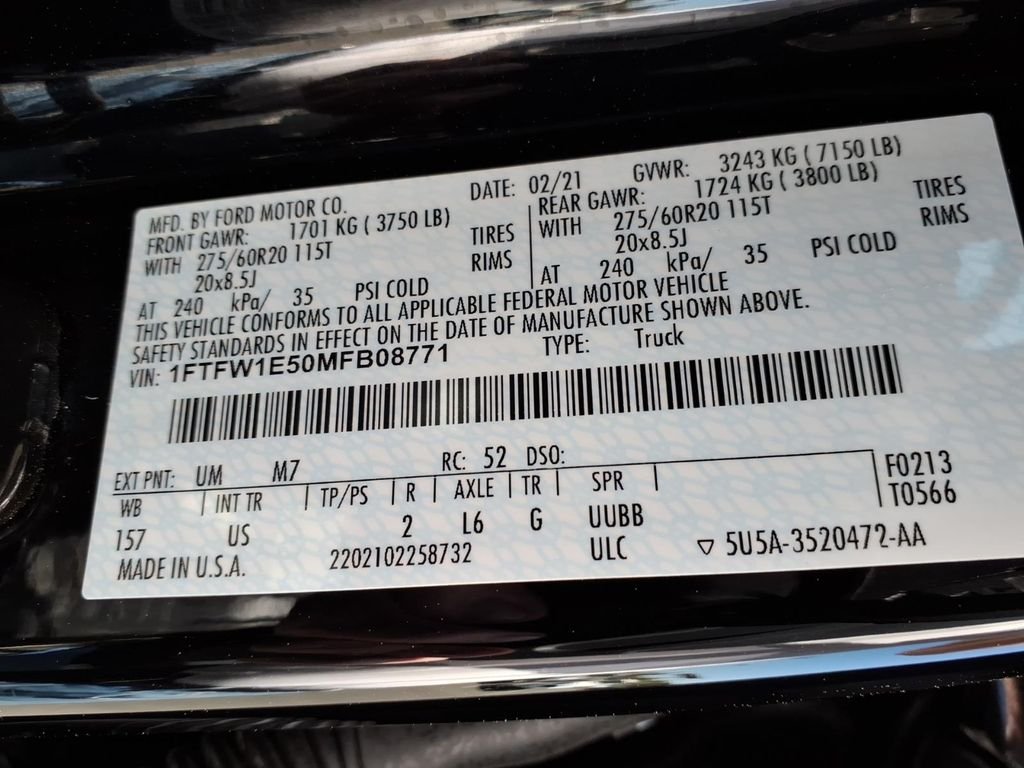 MFD. BY FORD MOTOR CO. DATE: 02/21 GVWR: 3243 KG ( 7150 LB)
FRONT GAWR: 1701 KG ( 3750 LB) REAR GAWR: 1724 KG ( 3800 LB)
WITH 275/60R20 115T TIRES WITH 275/60R20 115T TIRES
20x8.5J RIMS 20x8.5J RIMS
AT 240 kPa/ 35 PSI COLD AT 240 kPa/ 35 PSI COLD
THIS VEHICLE CONFORMS TO ALL APPLICABLE FEDERAL MOTOR VEHICLE
SAFETY STANDARDS IN EFFECT ON THE DATE OF MANUFACTURE SHOWN ABOVE.
VIN: 1FTFW1E50MFB08771 TYPE: Truck
EXT PNT: UM M7 RC: 52 DSO:
WB INT TR TP/PS R AXLE TR SPR F0213
T0566
157 US 2 L6 G UUBB
MADE IN U.S.A. 2202102258732 ULC ▽ 5U5A-3520472-AA